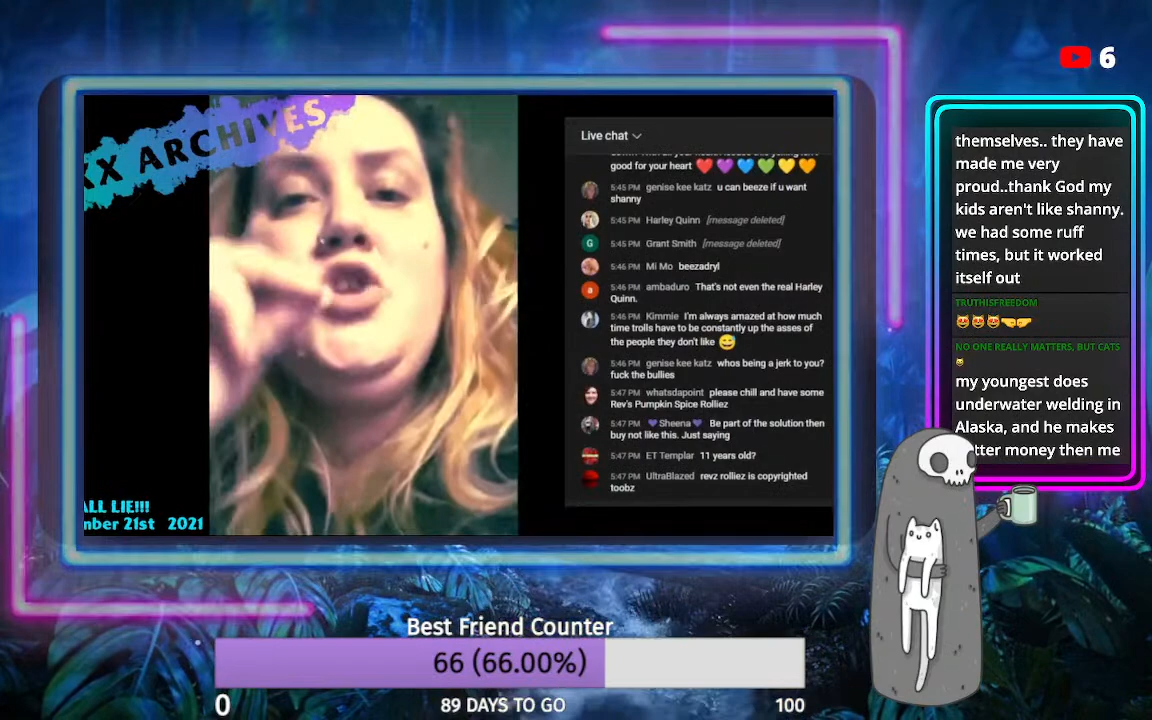 6
XX ARCHIVES
ALL LIE!!!
mber 21st 2021
Live chat
good for your heart ❤️💜💙💚💛🧡
5:45 PM genise kee katz u can beeze if u want
shanny
5:45 PM Harley Quinn [message deleted]
G 5:45 PM Grant Smith [message deleted]
5:46 PM Mi Mo beezadryl
a 5:46 PM ambaduro That's not even the real Harley
Quinn.
5:46 PM Kimmie I'm always amazed at how much
time trolls have to be constantly up the asses of
the people they don't like 😅
5:46 PM genise kee katz whos being a jerk to you?
fuck the bullies
5:47 PM whatsdapoint please chill and have some
Rev's Pumpkin Spice Rolliez
5:47 PM 💜Sheena💜 Be part of the solution then
buy not like this. Just saying
5:47 PM ET Templar 11 years old?
5:47 PM UltraBlazed revz rolliez is copyrighted
toobz
themselves.. they have
made me very
proud..thank God my
kids aren't like shanny.
we had some ruff
times, but it worked
itself out
TRUTHISFREEDOM
😻😻😻🤜🤛
NO ONE REALLY MATTERS, BUT CATS
my youngest does
underwater welding in
Alaska, and he makes
tter money then me
Best Friend Counter
66 (66.00%)
0 89 DAYS TO GO 100